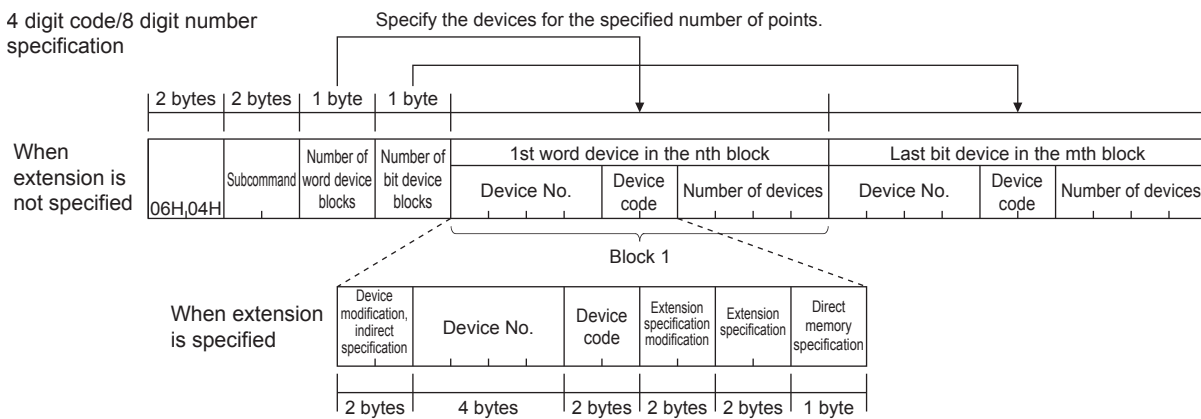 4 digit code/8 digit number
specification
Specify the devices for the specified number of points.
2 bytes 2 bytes 1 byte 1 byte
When
extension is
not specified
06H 04H
Subcommand
Number of
word device
blocks
Number of
bit device
blocks
1st word device in the nth block
Device No.
Device
code
Number of devices
Last bit device in the mth block
Device No.
Device
code
Number of devices
Block 1
When extension
is specified
Device
modification,
indirect
specification
Device No.
Device
code
Extension
specification
modification
Extension
specification
Direct
memory
specification
2 bytes 4 bytes 2 bytes 2 bytes 2 bytes 1 byte